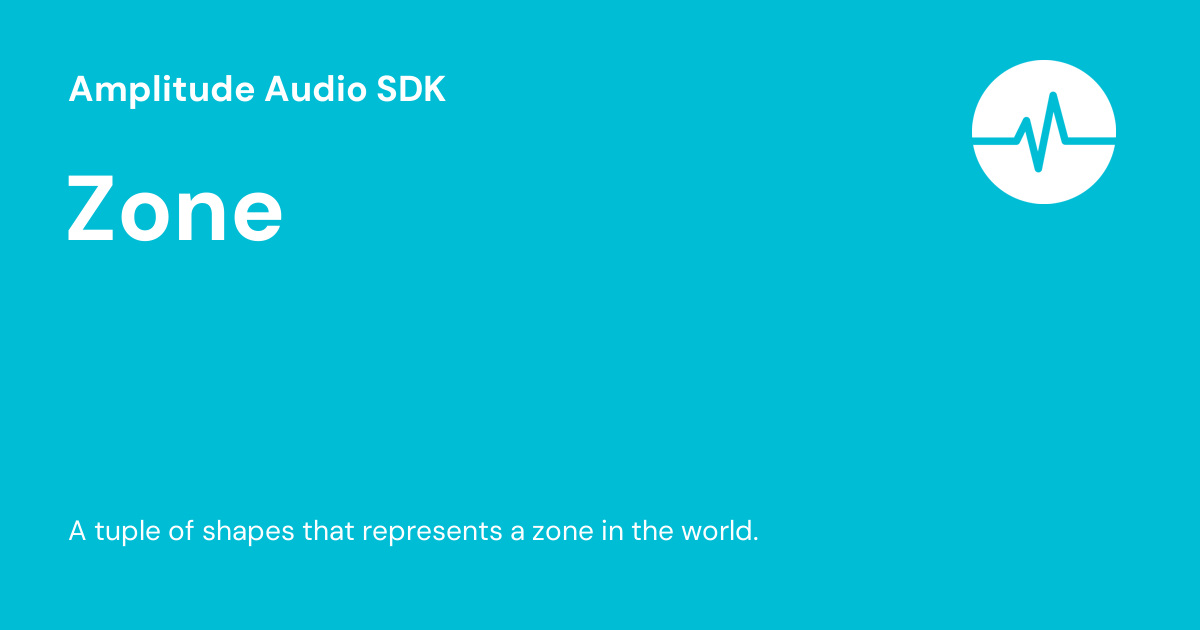 Amplitude Audio SDK
Zone
A tuple of shapes that represents a zone in the world.